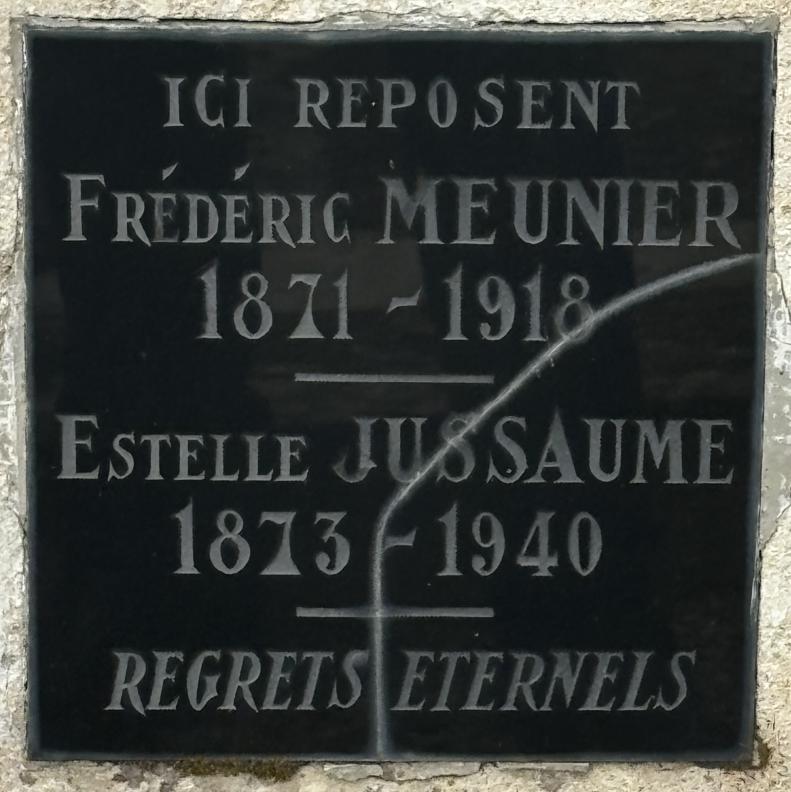 ICI REPOSENT
FRÉDÉRIC MEUNIER
1871 - 1918
ESTELLE JUSSAUME
1873 - 1940
REGRETS ETERNELS